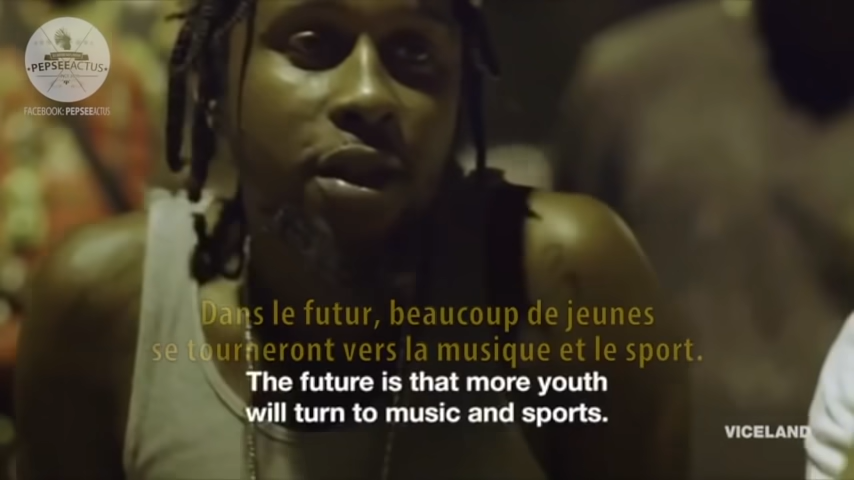 PEPSEEACTUS
FACEBOOK: PEPSEEACTUS
Dans le futur, beaucoup de jeunes
se tourneront vers la musique et le sport.
The future is that more youth
will turn to music and sports.
VICELAND